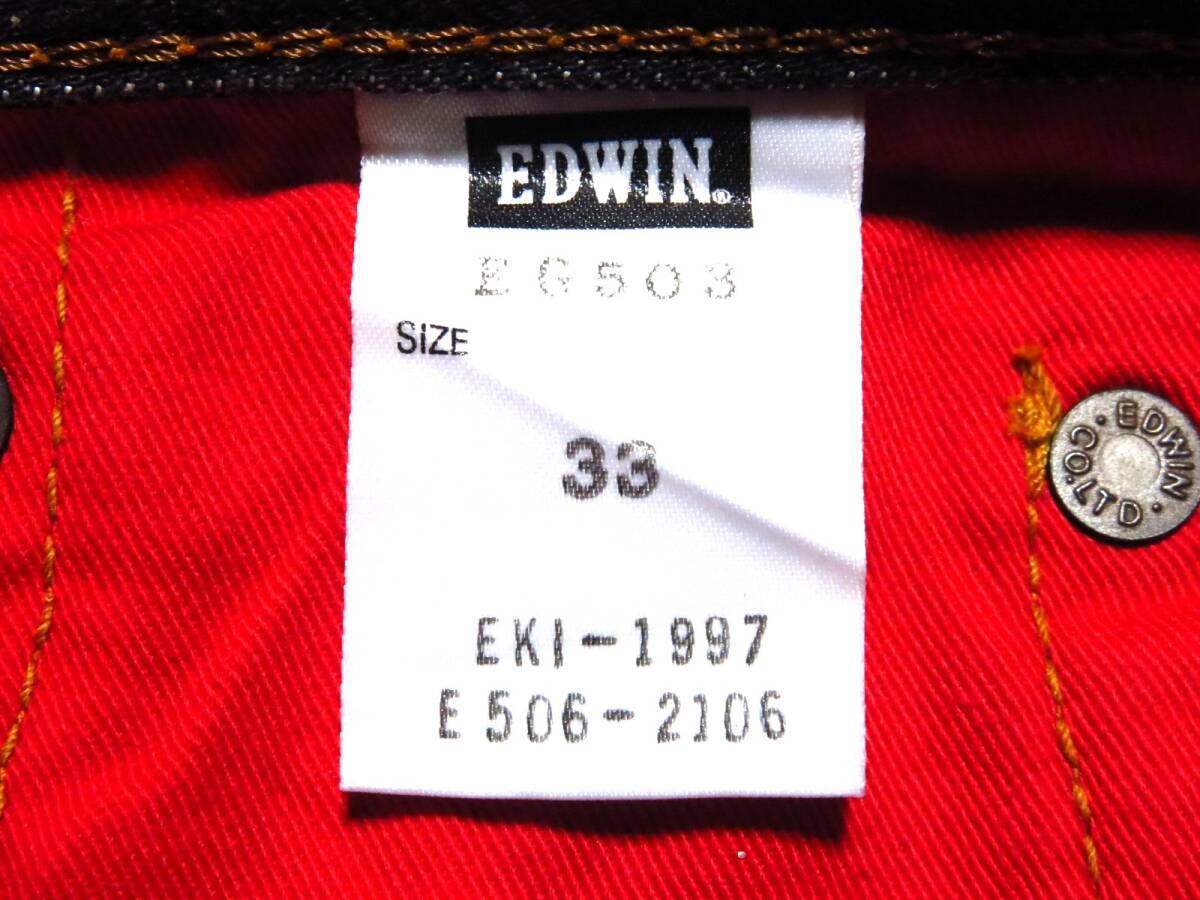 EDWIN®
EG503
SIZE
33
EKI-1997
E506-2106
·EDWIN·
CO.LTD